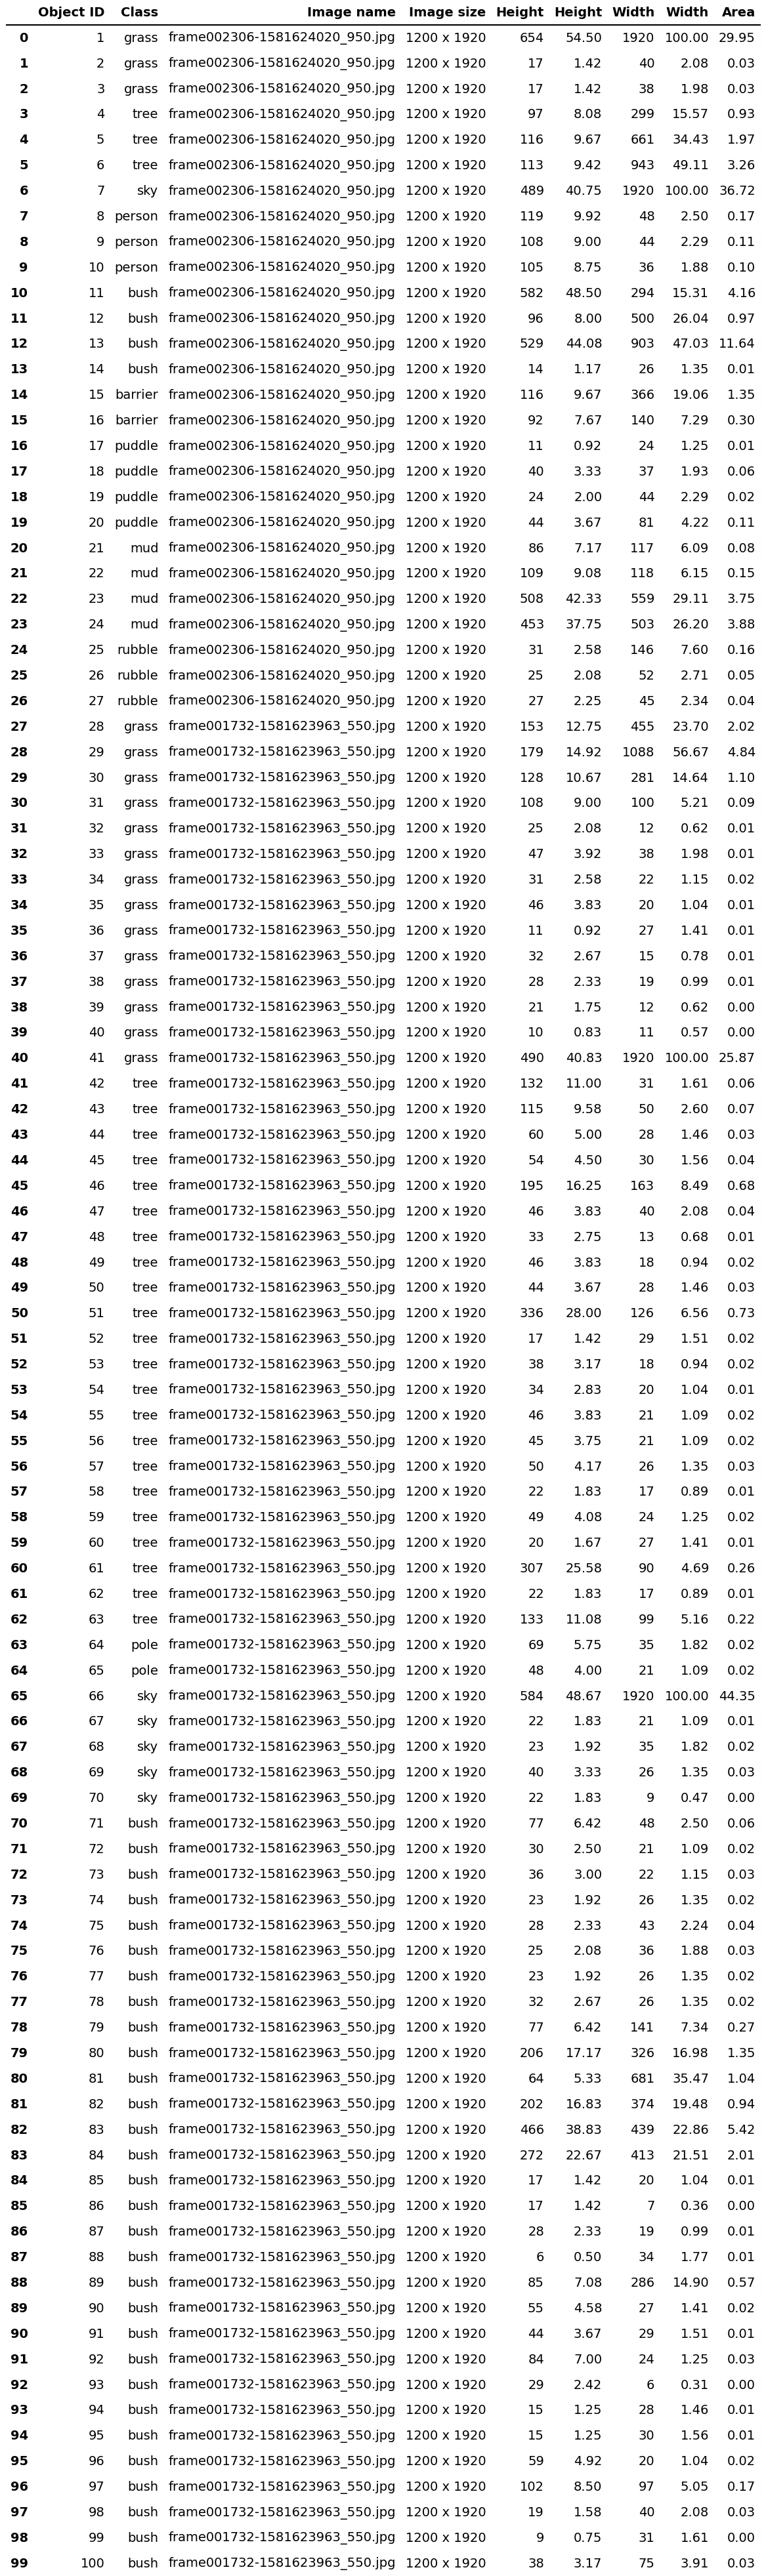 Object ID Class Image name Image size Height Height Width Width Area
0 1 grass frame002306-1581624020_950.jpg 1200 x 1920 654 54.50 1920 100.00 29.95
1 2 grass frame002306-1581624020_950.jpg 1200 x 1920 17 1.42 40 2.08 0.03
2 3 grass frame002306-1581624020_950.jpg 1200 x 1920 17 1.42 38 1.98 0.03
3 4 tree frame002306-1581624020_950.jpg 1200 x 1920 97 8.08 299 15.57 0.93
4 5 tree frame002306-1581624020_950.jpg 1200 x 1920 116 9.67 661 34.43 1.97
5 6 tree frame002306-1581624020_950.jpg 1200 x 1920 113 9.42 943 49.11 3.26
6 7 sky frame002306-1581624020_950.jpg 1200 x 1920 489 40.75 1920 100.00 36.72
7 8 person frame002306-1581624020_950.jpg 1200 x 1920 119 9.92 48 2.50 0.17
8 9 person frame002306-1581624020_950.jpg 1200 x 1920 108 9.00 44 2.29 0.11
9 10 person frame002306-1581624020_950.jpg 1200 x 1920 105 8.75 36 1.88 0.10
10 11 bush frame002306-1581624020_950.jpg 1200 x 1920 582 48.50 294 15.31 4.16
11 12 bush frame002306-1581624020_950.jpg 1200 x 1920 96 8.00 500 26.04 0.97
12 13 bush frame002306-1581624020_950.jpg 1200 x 1920 529 44.08 903 47.03 11.64
13 14 bush frame002306-1581624020_950.jpg 1200 x 1920 14 1.17 26 1.35 0.01
14 15 barrier frame002306-1581624020_950.jpg 1200 x 1920 116 9.67 366 19.06 1.35
15 16 barrier frame002306-1581624020_950.jpg 1200 x 1920 92 7.67 140 7.29 0.30
16 17 puddle frame002306-1581624020_950.jpg 1200 x 1920 11 0.92 24 1.25 0.01
17 18 puddle frame002306-1581624020_950.jpg 1200 x 1920 40 3.33 37 1.93 0.06
18 19 puddle frame002306-1581624020_950.jpg 1200 x 1920 24 2.00 44 2.29 0.02
19 20 puddle frame002306-1581624020_950.jpg 1200 x 1920 44 3.67 81 4.22 0.11
20 21 mud frame002306-1581624020_950.jpg 1200 x 1920 86 7.17 117 6.09 0.08
21 22 mud frame002306-1581624020_950.jpg 1200 x 1920 109 9.08 118 6.15 0.15
22 23 mud frame002306-1581624020_950.jpg 1200 x 1920 508 42.33 559 29.11 3.75
23 24 mud frame002306-1581624020_950.jpg 1200 x 1920 453 37.75 503 26.20 3.88
24 25 rubble frame002306-1581624020_950.jpg 1200 x 1920 31 2.58 146 7.60 0.16
25 26 rubble frame002306-1581624020_950.jpg 1200 x 1920 25 2.08 52 2.71 0.05
26 27 rubble frame002306-1581624020_950.jpg 1200 x 1920 27 2.25 45 2.34 0.04
27 28 grass frame001732-1581623963_550.jpg 1200 x 1920 153 12.75 455 23.70 2.02
28 29 grass frame001732-1581623963_550.jpg 1200 x 1920 179 14.92 1088 56.67 4.84
29 30 grass frame001732-1581623963_550.jpg 1200 x 1920 128 10.67 281 14.64 1.10
30 31 grass frame001732-1581623963_550.jpg 1200 x 1920 108 9.00 100 5.21 0.09
31 32 grass frame001732-1581623963_550.jpg 1200 x 1920 25 2.08 12 0.62 0.01
32 33 grass frame001732-1581623963_550.jpg 1200 x 1920 47 3.92 38 1.98 0.01
33 34 grass frame001732-1581623963_550.jpg 1200 x 1920 31 2.58 22 1.15 0.02
34 35 grass frame001732-1581623963_550.jpg 1200 x 1920 46 3.83 20 1.04 0.01
35 36 grass frame001732-1581623963_550.jpg 1200 x 1920 11 0.92 27 1.41 0.01
36 37 grass frame001732-1581623963_550.jpg 1200 x 1920 32 2.67 15 0.78 0.01
37 38 grass frame001732-1581623963_550.jpg 1200 x 1920 28 2.33 19 0.99 0.01
38 39 grass frame001732-1581623963_550.jpg 1200 x 1920 21 1.75 12 0.62 0.00
39 40 grass frame001732-1581623963_550.jpg 1200 x 1920 10 0.83 11 0.57 0.00
40 41 grass frame001732-1581623963_550.jpg 1200 x 1920 490 40.83 1920 100.00 25.87
41 42 tree frame001732-1581623963_550.jpg 1200 x 1920 132 11.00 31 1.61 0.06
42 43 tree frame001732-1581623963_550.jpg 1200 x 1920 115 9.58 50 2.60 0.07
43 44 tree frame001732-1581623963_550.jpg 1200 x 1920 60 5.00 28 1.46 0.03
44 45 tree frame001732-1581623963_550.jpg 1200 x 1920 54 4.50 30 1.56 0.04
45 46 tree frame001732-1581623963_550.jpg 1200 x 1920 195 16.25 163 8.49 0.68
46 47 tree frame001732-1581623963_550.jpg 1200 x 1920 46 3.83 40 2.08 0.04
47 48 tree frame001732-1581623963_550.jpg 1200 x 1920 33 2.75 13 0.68 0.01
48 49 tree frame001732-1581623963_550.jpg 1200 x 1920 46 3.83 18 0.94 0.02
49 50 tree frame001732-1581623963_550.jpg 1200 x 1920 44 3.67 28 1.46 0.03
50 51 tree frame001732-1581623963_550.jpg 1200 x 1920 336 28.00 126 6.56 0.73
51 52 tree frame001732-1581623963_550.jpg 1200 x 1920 17 1.42 29 1.51 0.02
52 53 tree frame001732-1581623963_550.jpg 1200 x 1920 38 3.17 18 0.94 0.02
53 54 tree frame001732-1581623963_550.jpg 1200 x 1920 34 2.83 20 1.04 0.01
54 55 tree frame001732-1581623963_550.jpg 1200 x 1920 46 3.83 21 1.09 0.02
55 56 tree frame001732-1581623963_550.jpg 1200 x 1920 45 3.75 21 1.09 0.02
56 57 tree frame001732-1581623963_550.jpg 1200 x 1920 50 4.17 26 1.35 0.03
57 58 tree frame001732-1581623963_550.jpg 1200 x 1920 22 1.83 17 0.89 0.01
58 59 tree frame001732-1581623963_550.jpg 1200 x 1920 49 4.08 24 1.25 0.02
59 60 tree frame001732-1581623963_550.jpg 1200 x 1920 20 1.67 27 1.41 0.01
60 61 tree frame001732-1581623963_550.jpg 1200 x 1920 307 25.58 90 4.69 0.26
61 62 tree frame001732-1581623963_550.jpg 1200 x 1920 22 1.83 17 0.89 0.01
62 63 tree frame001732-1581623963_550.jpg 1200 x 1920 133 11.08 99 5.16 0.22
63 64 pole frame001732-1581623963_550.jpg 1200 x 1920 69 5.75 35 1.82 0.02
64 65 pole frame001732-1581623963_550.jpg 1200 x 1920 48 4.00 21 1.09 0.02
65 66 sky frame001732-1581623963_550.jpg 1200 x 1920 584 48.67 1920 100.00 44.35
66 67 sky frame001732-1581623963_550.jpg 1200 x 1920 22 1.83 21 1.09 0.01
67 68 sky frame001732-1581623963_550.jpg 1200 x 1920 23 1.92 35 1.82 0.02
68 69 sky frame001732-1581623963_550.jpg 1200 x 1920 40 3.33 26 1.35 0.03
69 70 sky frame001732-1581623963_550.jpg 1200 x 1920 22 1.83 9 0.47 0.00
70 71 bush frame001732-1581623963_550.jpg 1200 x 1920 77 6.42 48 2.50 0.06
71 72 bush frame001732-1581623963_550.jpg 1200 x 1920 30 2.50 21 1.09 0.02
72 73 bush frame001732-1581623963_550.jpg 1200 x 1920 36 3.00 22 1.15 0.03
73 74 bush frame001732-1581623963_550.jpg 1200 x 1920 23 1.92 26 1.35 0.02
74 75 bush frame001732-1581623963_550.jpg 1200 x 1920 28 2.33 43 2.24 0.04
75 76 bush frame001732-1581623963_550.jpg 1200 x 1920 25 2.08 36 1.88 0.03
76 77 bush frame001732-1581623963_550.jpg 1200 x 1920 23 1.92 26 1.35 0.02
77 78 bush frame001732-1581623963_550.jpg 1200 x 1920 32 2.67 26 1.35 0.02
78 79 bush frame001732-1581623963_550.jpg 1200 x 1920 77 6.42 141 7.34 0.27
79 80 bush frame001732-1581623963_550.jpg 1200 x 1920 206 17.17 326 16.98 1.35
80 81 bush frame001732-1581623963_550.jpg 1200 x 1920 64 5.33 681 35.47 1.04
81 82 bush frame001732-1581623963_550.jpg 1200 x 1920 202 16.83 374 19.48 0.94
82 83 bush frame001732-1581623963_550.jpg 1200 x 1920 466 38.83 439 22.86 5.42
83 84 bush frame001732-1581623963_550.jpg 1200 x 1920 272 22.67 413 21.51 2.01
84 85 bush frame001732-1581623963_550.jpg 1200 x 1920 17 1.42 20 1.04 0.01
85 86 bush frame001732-1581623963_550.jpg 1200 x 1920 17 1.42 7 0.36 0.00
86 87 bush frame001732-1581623963_550.jpg 1200 x 1920 28 2.33 19 0.99 0.01
87 88 bush frame001732-1581623963_550.jpg 1200 x 1920 6 0.50 34 1.77 0.01
88 89 bush frame001732-1581623963_550.jpg 1200 x 1920 85 7.08 286 14.90 0.57
89 90 bush frame001732-1581623963_550.jpg 1200 x 1920 55 4.58 27 1.41 0.02
90 91 bush frame001732-1581623963_550.jpg 1200 x 1920 44 3.67 29 1.51 0.01
91 92 bush frame001732-1581623963_550.jpg 1200 x 1920 84 7.00 24 1.25 0.03
92 93 bush frame001732-1581623963_550.jpg 1200 x 1920 29 2.42 6 0.31 0.00
93 94 bush frame001732-1581623963_550.jpg 1200 x 1920 15 1.25 28 1.46 0.01
94 95 bush frame001732-1581623963_550.jpg 1200 x 1920 15 1.25 30 1.56 0.01
95 96 bush frame001732-1581623963_550.jpg 1200 x 1920 59 4.92 20 1.04 0.02
96 97 bush frame001732-1581623963_550.jpg 1200 x 1920 102 8.50 97 5.05 0.17
97 98 bush frame001732-1581623963_550.jpg 1200 x 1920 19 1.58 40 2.08 0.03
98 99 bush frame001732-1581623963_550.jpg 1200 x 1920 9 0.75 31 1.61 0.00
99 100 bush frame001732-1581623963_550.jpg 1200 x 1920 38 3.17 75 3.91 0.03